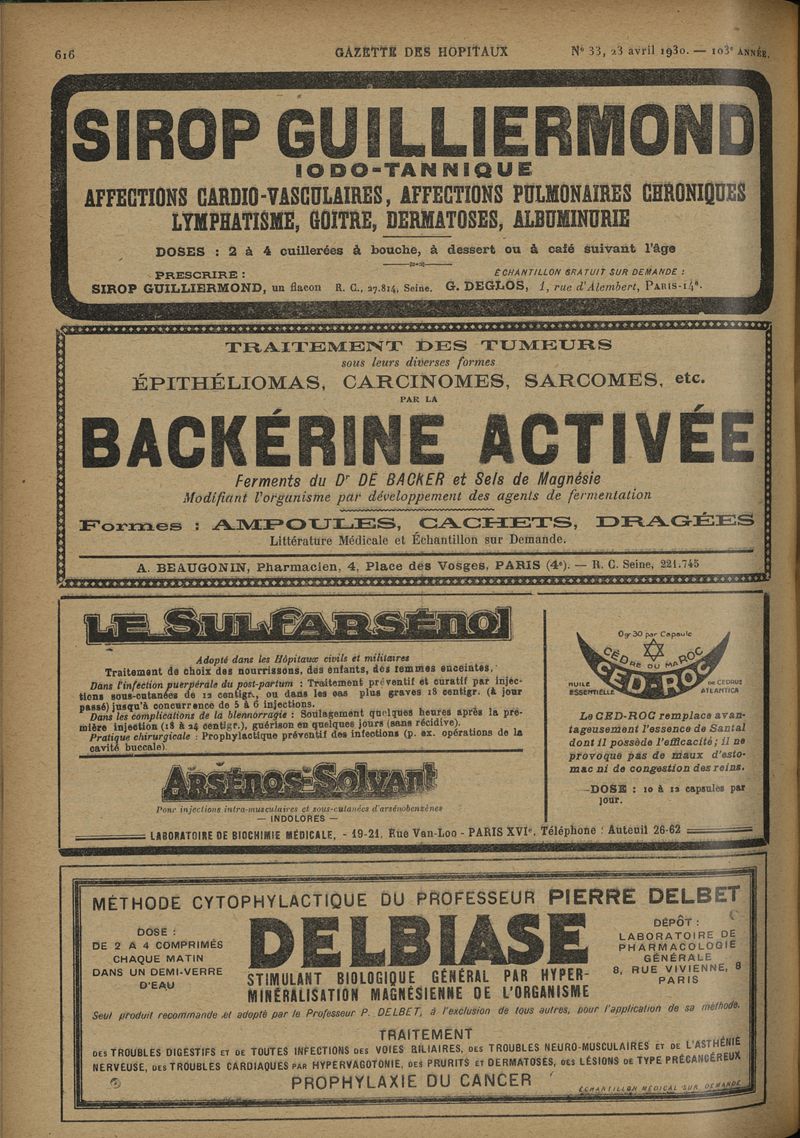 616
GAZETTE DES HOPITAUX
N° 33, 23 avril 1930. — 103e ANNÉE.
SIROP GUILLIERMOND
IODO-TANNIQUE
AFFECTIONS CARDIO-VASCULAIRES, AFFECTIONS PULMONAIRES CHRONIQUES
LYMPHATISME, GOITRE, DERMATOSES, ALBUMINURIE
DOSES : 2 à 4 cuillerées à bouche, à dessert ou à café suivant l'âge
PRESCRIRE :
SIROP GUILLIERMOND, un flacon
R. C., 27.814, Seine.
ÉCHANTILLON GRATUIT SUR DEMANDE :
G. DEGLOS, 1, rue d'Alembert, PARIS-14e.
TRAITEMENT DES TUMEURS
sous leurs diverses formes
ÉPITHÉLIOMAS, CARCINOMES, SARCOMES, etc.
PAR LA
BACKÉRINE ACTIVÉE
Ferments du Dr DE BACKER et Sels de Magnésie
Modifiant l'organisme par développement des agents de fermentation
Formes : AMPOULES, CACHETS, DRAGÉES
Littérature Médicale et Échantillon sur Demande.
A. BEAUGONIN, Pharmacien, 4, Place des Vosges, PARIS (4e). — R. C. Seine, 221.745
LE SULFARSÉNOL
Adopté dans les Hôpitaux civils et militaires
Traitement de choix des nourrissons, des enfants, des femmes enceintes.
Dans l'infection puerpérale du post-partum : Traitement préventif et curatif par injec-
tions sous-cutanées de 12 centigr., ou dans les cas plus graves 18 centigr. (à jour
passé) jusqu'à concurrence de 5 à 6 injections.
Dans les complications de la blennorragie : Soulagement quelques heures après la pre-
mière injection (18 à 24 centigr.), guérison en quelques jours (sans récidive).
Pratique chirurgicale : Prophylactique préventif des infections (p. ex. opérations de la
cavité buccale).
Arsénos-Solvant
Pour injections intra-musculaires et sous-cutanées d'arsénobenzènes
— INDOLORES —
0gr 30 par Capsule
CÉDRE DU MAROC
CED-ROC
HUILE
ESSENTIELLE
DE CEDRUS
ATLANTICA
Le CED-ROC remplace avan-
tageusement l'essence de Santal
dont il possède l'efficacité; il ne
provoque pas de maux d'esto-
mac ni de congestion des reins.
—DOSE : 10 à 12 capsules par
jour.
LABORATOIRE DE BIOCHIMIE MÉDICALE, - 19-21, Rue Van-Loo - PARIS XVIe. Téléphone : Auteuil 26-62
MÉTHODE CYTOPHYLACTIQUE DU PROFESSEUR PIERRE DELBET
DOSE :
DE 2 A 4 COMPRIMÉS
CHAQUE MATIN
DANS UN DEMI-VERRE
D'EAU
DELBIASE
STIMULANT BIOLOGIQUE GÉNÉRAL PAR HYPER-
MINÉRALISATION MAGNÉSIENNE DE L'ORGANISME
DÉPÔT :
LABORATOIRE DE
PHARMACOLOGIE
GÉNÉRALE
8, RUE VIVIENNE, 8
PARIS
Seul produit recommandé et adopté par le Professeur P. DELBET, à l'exclusion de tous autres, pour l'application de sa méthode.
TRAITEMENT
DES TROUBLES DIGESTIFS ET DE TOUTES INFECTIONS DES VOIES BILIAIRES, DES TROUBLES NEURO-MUSCULAIRES ET DE L'ASTHÉNIE
NERVEUSE, DES TROUBLES CARDIAQUES PAR HYPERVAGOTONIE, DES PRURITS ET DERMATOSES, DES LÉSIONS DE TYPE PRÉCANCÉREUX
PROPHYLAXIE DU CANCER
ÉCHANTILLON MÉDICAL SUR DEMANDE